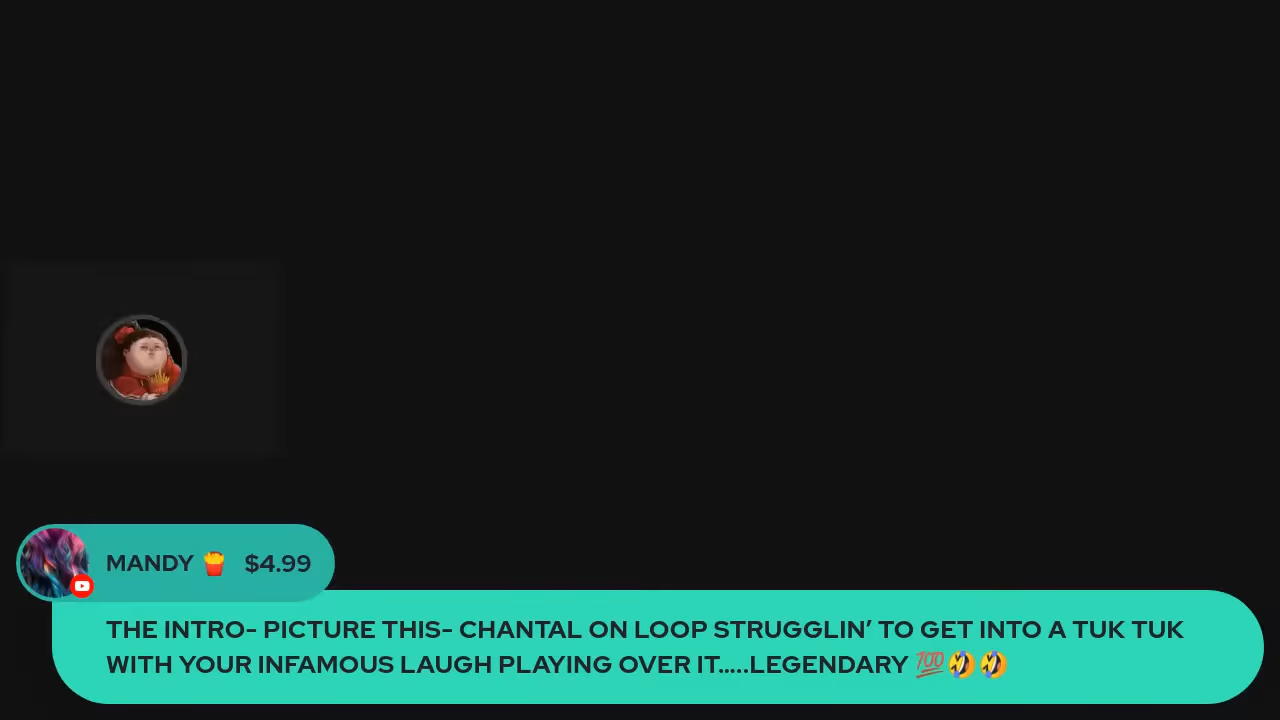 MANDY 🍟 $4.99
THE INTRO- PICTURE THIS- CHANTAL ON LOOP STRUGGLIN’ TO GET INTO A TUK TUK
WITH YOUR INFAMOUS LAUGH PLAYING OVER IT.....LEGENDARY 💯🤣🤣